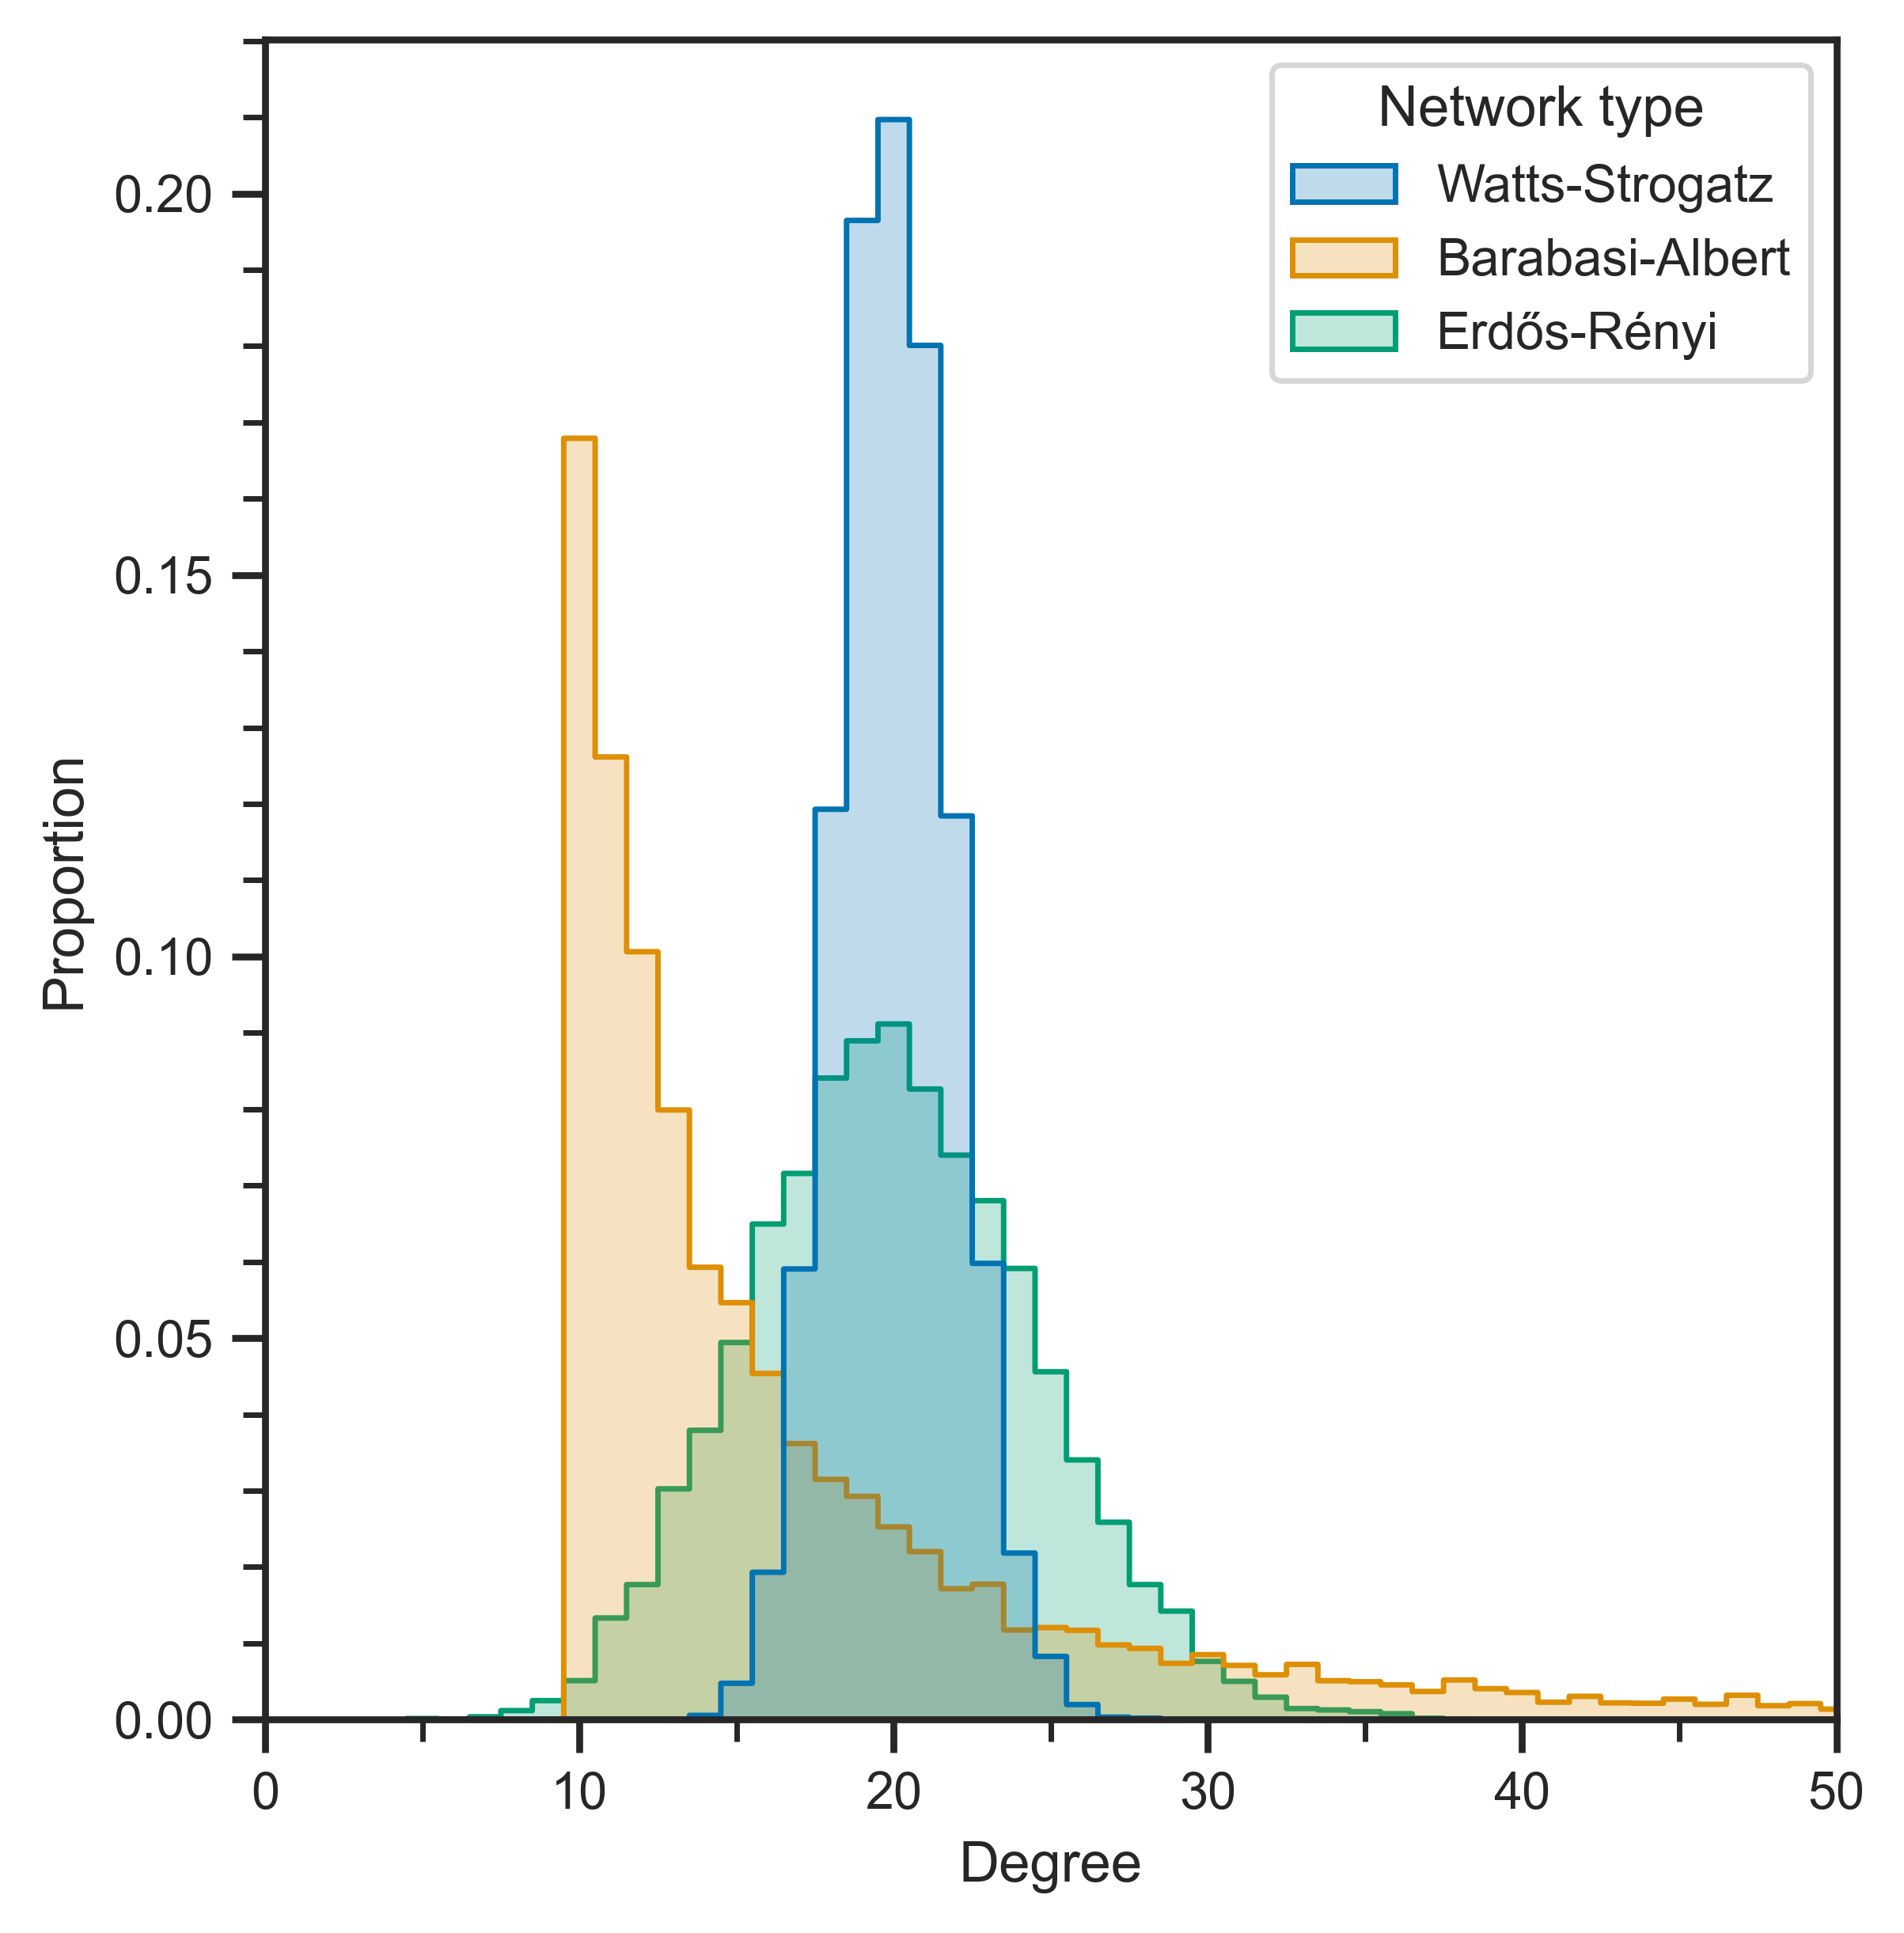 Network type
Watts-Strogatz
Barabasi-Albert
Erdős-Rényi
0.20
0.15
0.10
0.05
0.00
Proportion
0 10 20 30 40 50
Degree